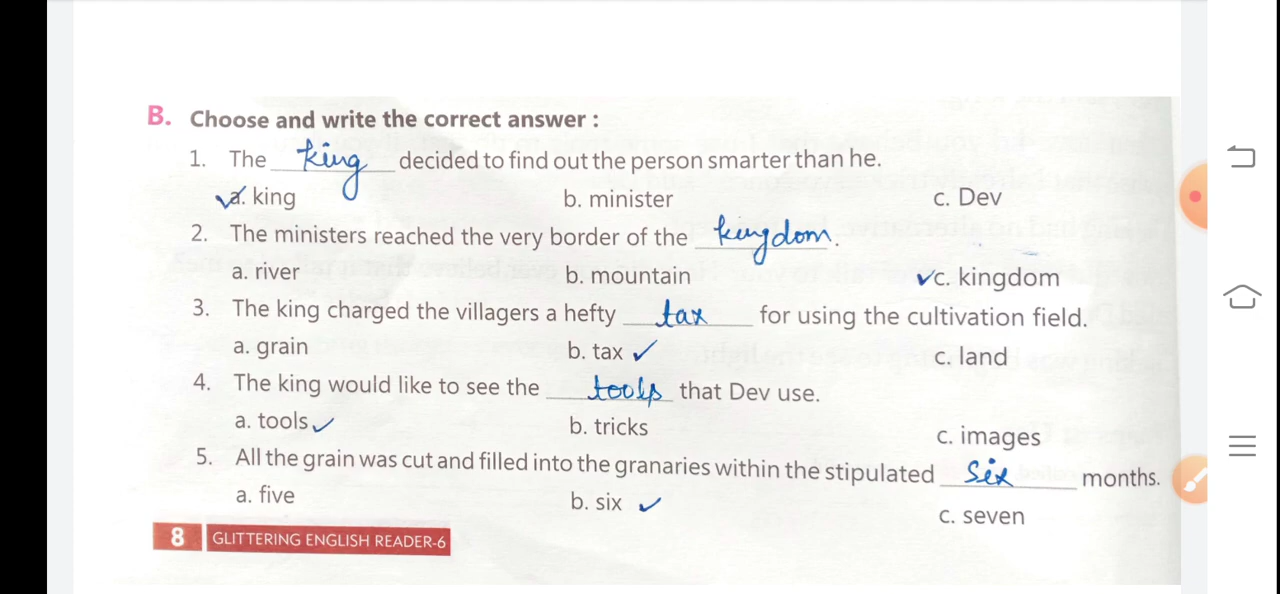 B. Choose and write the correct answer :
1. The king decided to find out the person smarter than he.
a. king b. minister c. Dev
2. The ministers reached the very border of the kingdom.
a. river b. mountain c. kingdom
3. The king charged the villagers a hefty tax for using the cultivation field.
a. grain b. tax c. land
4. The king would like to see the tools that Dev use.
a. tools b. tricks c. images
5. All the grain was cut and filled into the granaries within the stipulated six months.
a. five b. six c. seven
8 GLITTERING ENGLISH READER-6